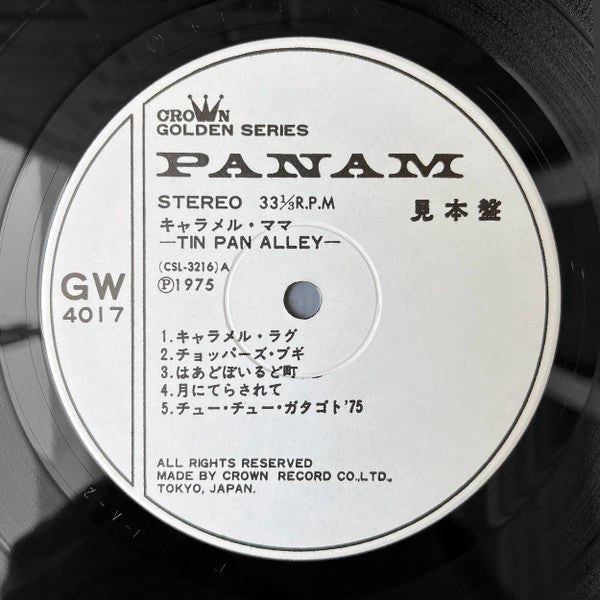 CROWN
GOLDEN SERIES
PANAM
STEREO 33⅓R.P.M
見本盤
キャラメル・ママ
—TIN PAN ALLEY—
(CSL-3216)A
Ⓟ1975
GW
4017
1.キャラメル・ラグ
2.チョッパーズ・ブギ
3.はあどぼいるど町
4.月にてらされて
5.チュー・チュー・ガタゴト'75
ALL RIGHTS RESERVED
MADE BY CROWN RECORD CO.,LTD.,
TOKYO, JAPAN.